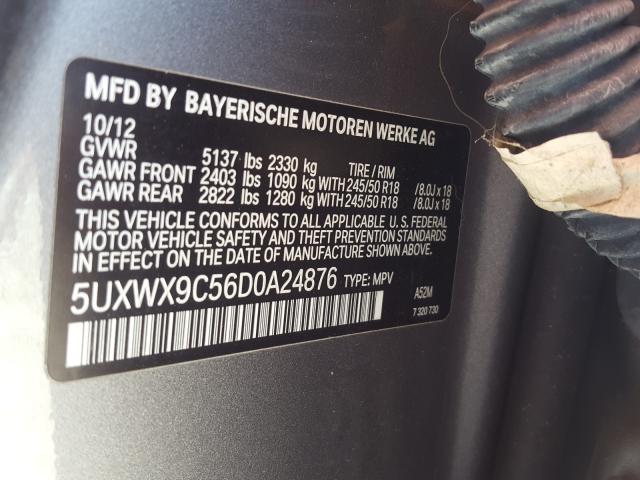 MFD BY BAYERISCHE MOTOREN WERKE AG
10/12
GVWR 5137 lbs 2330 kg TIRE / RIM
GAWR FRONT 2403 lbs 1090 kg WITH 245/50 R18 /8.0J x 18
GAWR REAR 2822 lbs 1280 kg WITH 245/50 R18 /8.0J x 18
THIS VEHICLE CONFORMS TO ALL APPLICABLE U.S. FEDERAL
MOTOR VEHICLE SAFETY AND THEFT PREVENTION STANDARDS
IN EFFECT ON THE DATE OF MANUFACTURE SHOWN ABOVE.
5UXWX9C56D0A24876 TYPE: MPV
A52M
7 320 730